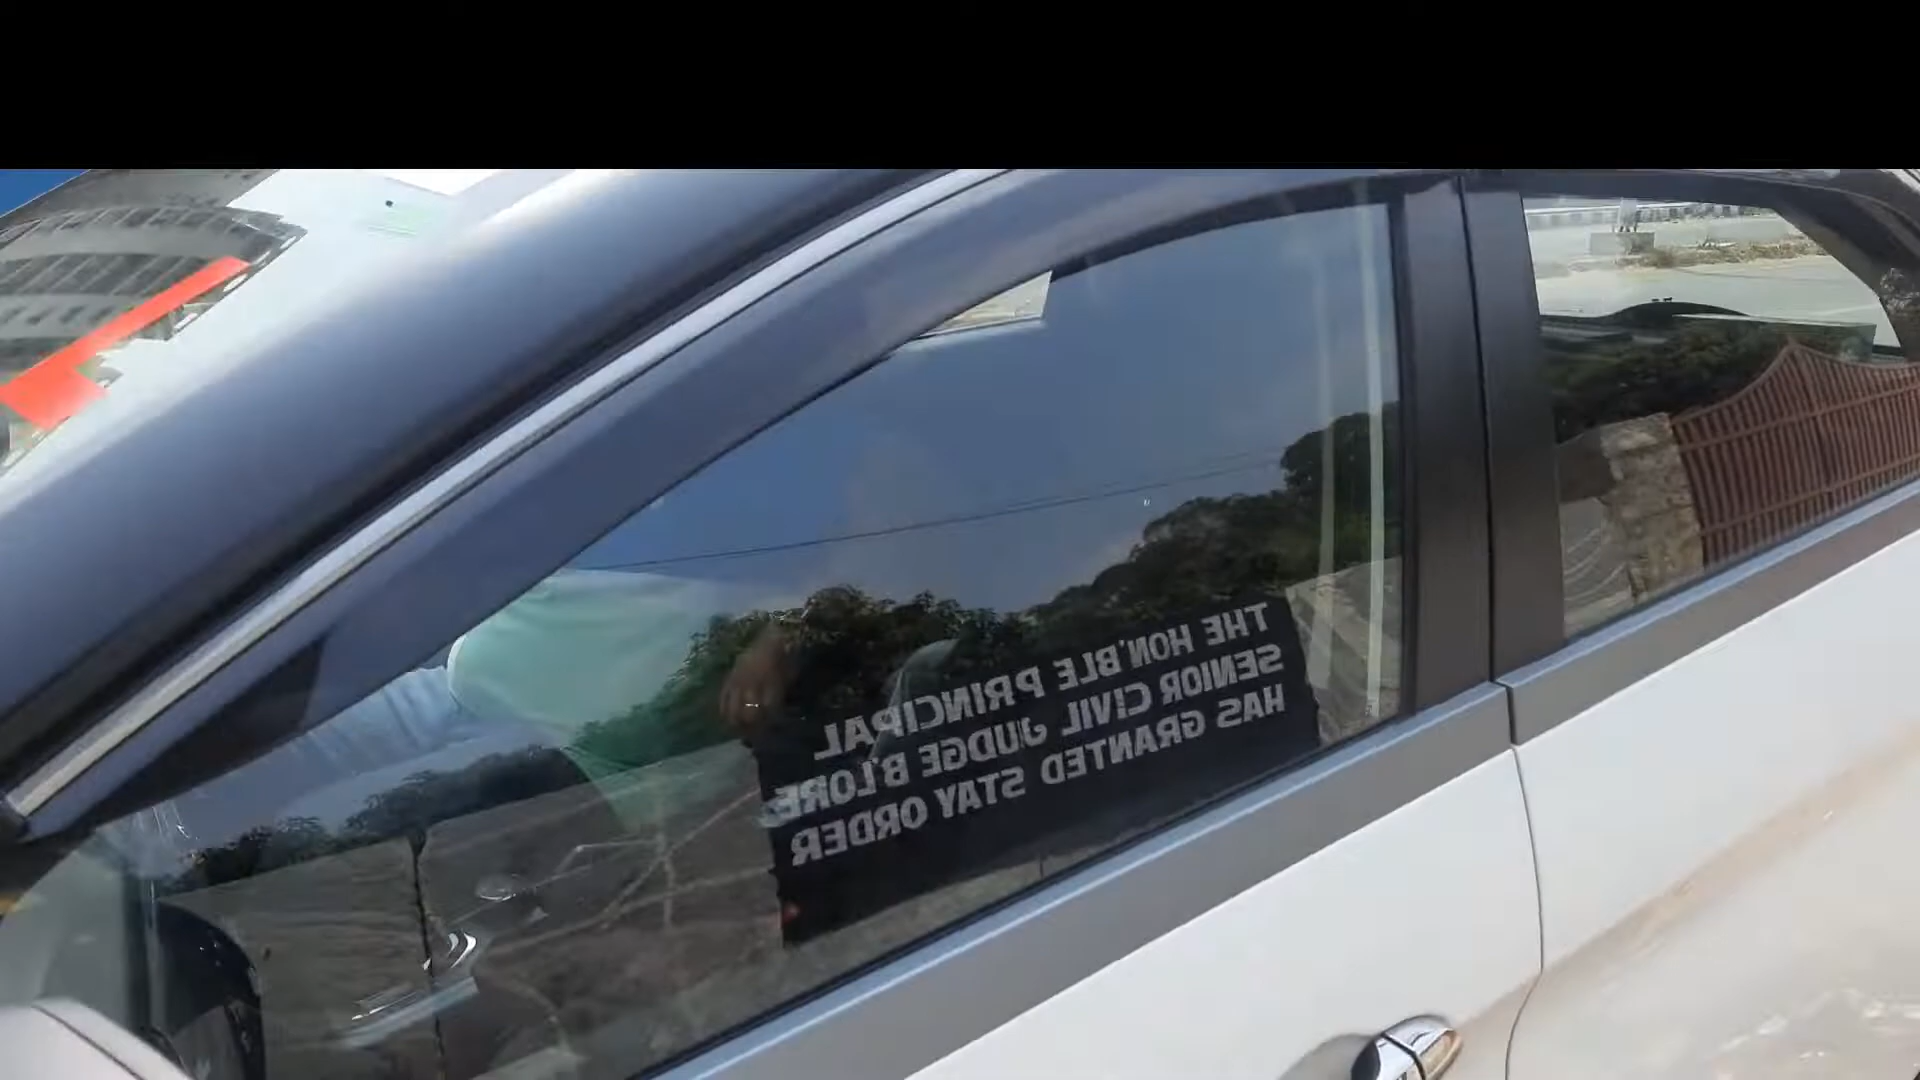 THE HON'BLE PRINCIPAL
SENIOR CIVIL JUDGE B'LORE
HAS GRANTED STAY ORDER